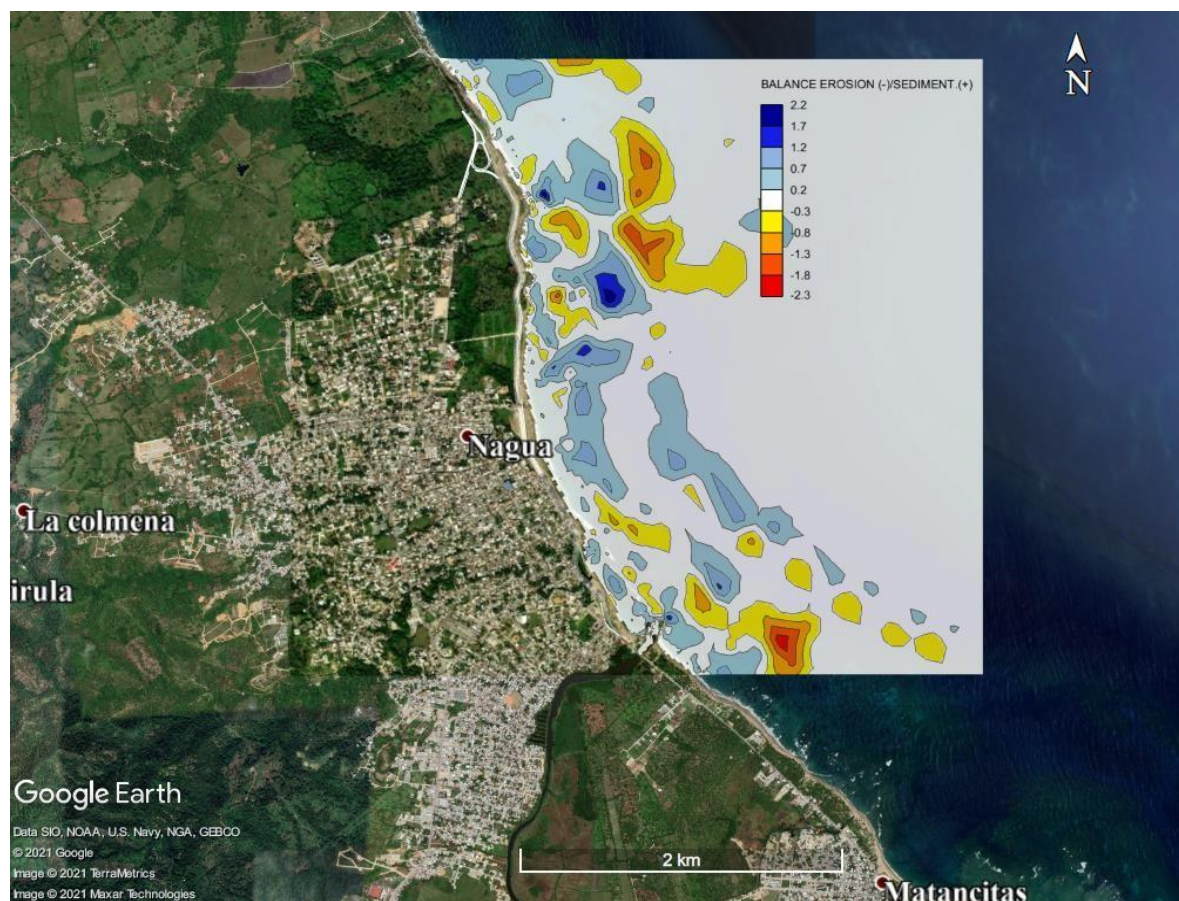 N
BALANCE EROSION (-)/SEDIMENT.(+)
2.2
1.7
1.2
0.7
0.2
-0.3
-0.8
-1.3
-1.8
-2.3
Nagua
La colmena
irula
Google Earth
Data SIO, NOAA, U.S. Navy, NGA, GEBCO
© 2021 Google
Image © 2021 TerraMetrics
Image © 2021 Maxar Technologies
2 km
Matancitas